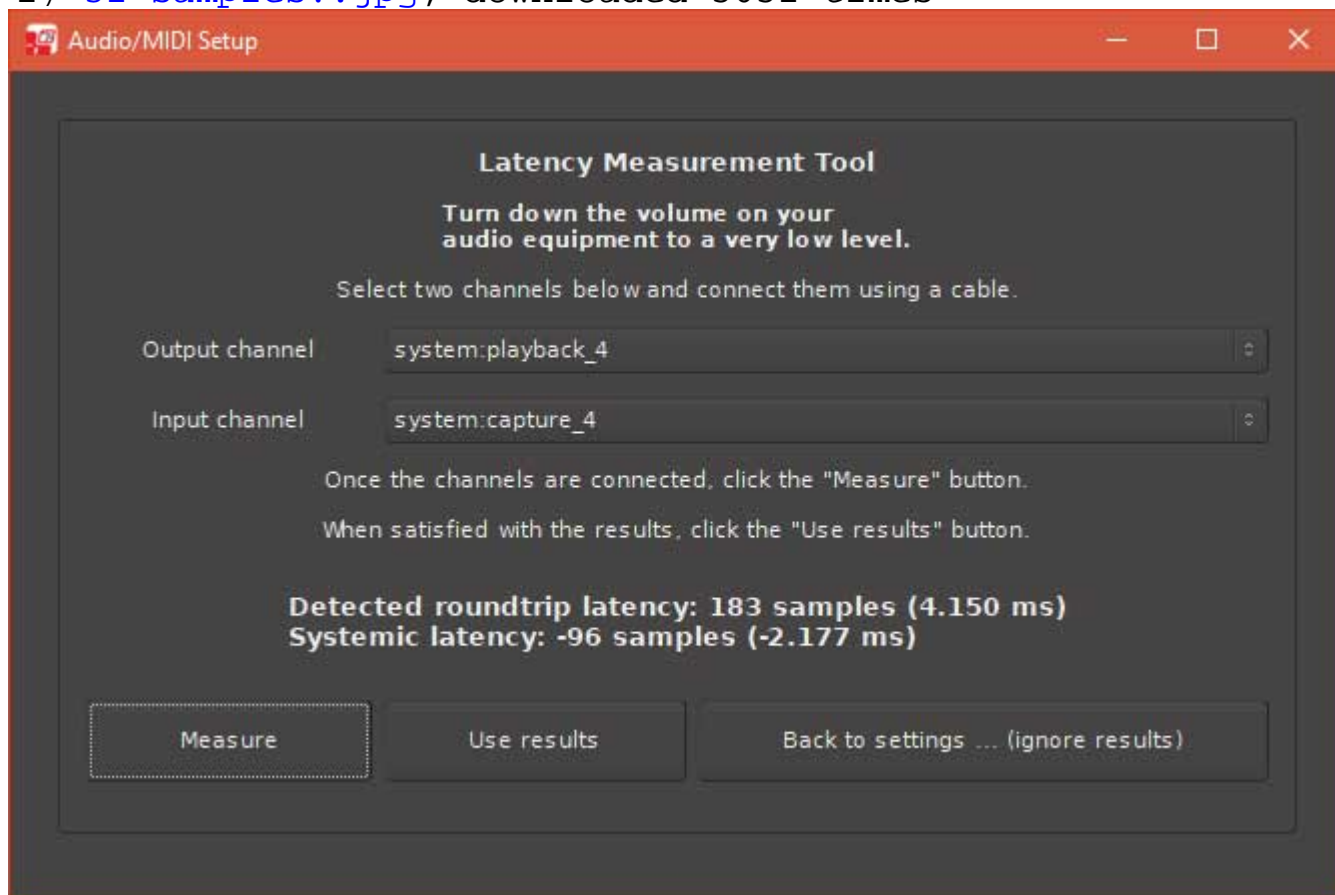 Audio/MIDI Setup
Latency Measurement Tool
Turn down the volume on your
audio equipment to a very low level.
Select two channels below and connect them using a cable.
Output channel system:playback_4
Input channel system:capture_4
Once the channels are connected, click the "Measure" button.
When satisfied with the results, click the "Use results" button.
Detected roundtrip latency: 183 samples (4.150 ms)
Systemic latency: -96 samples (-2.177 ms)
Measure Use results Back to settings ... (ignore results)